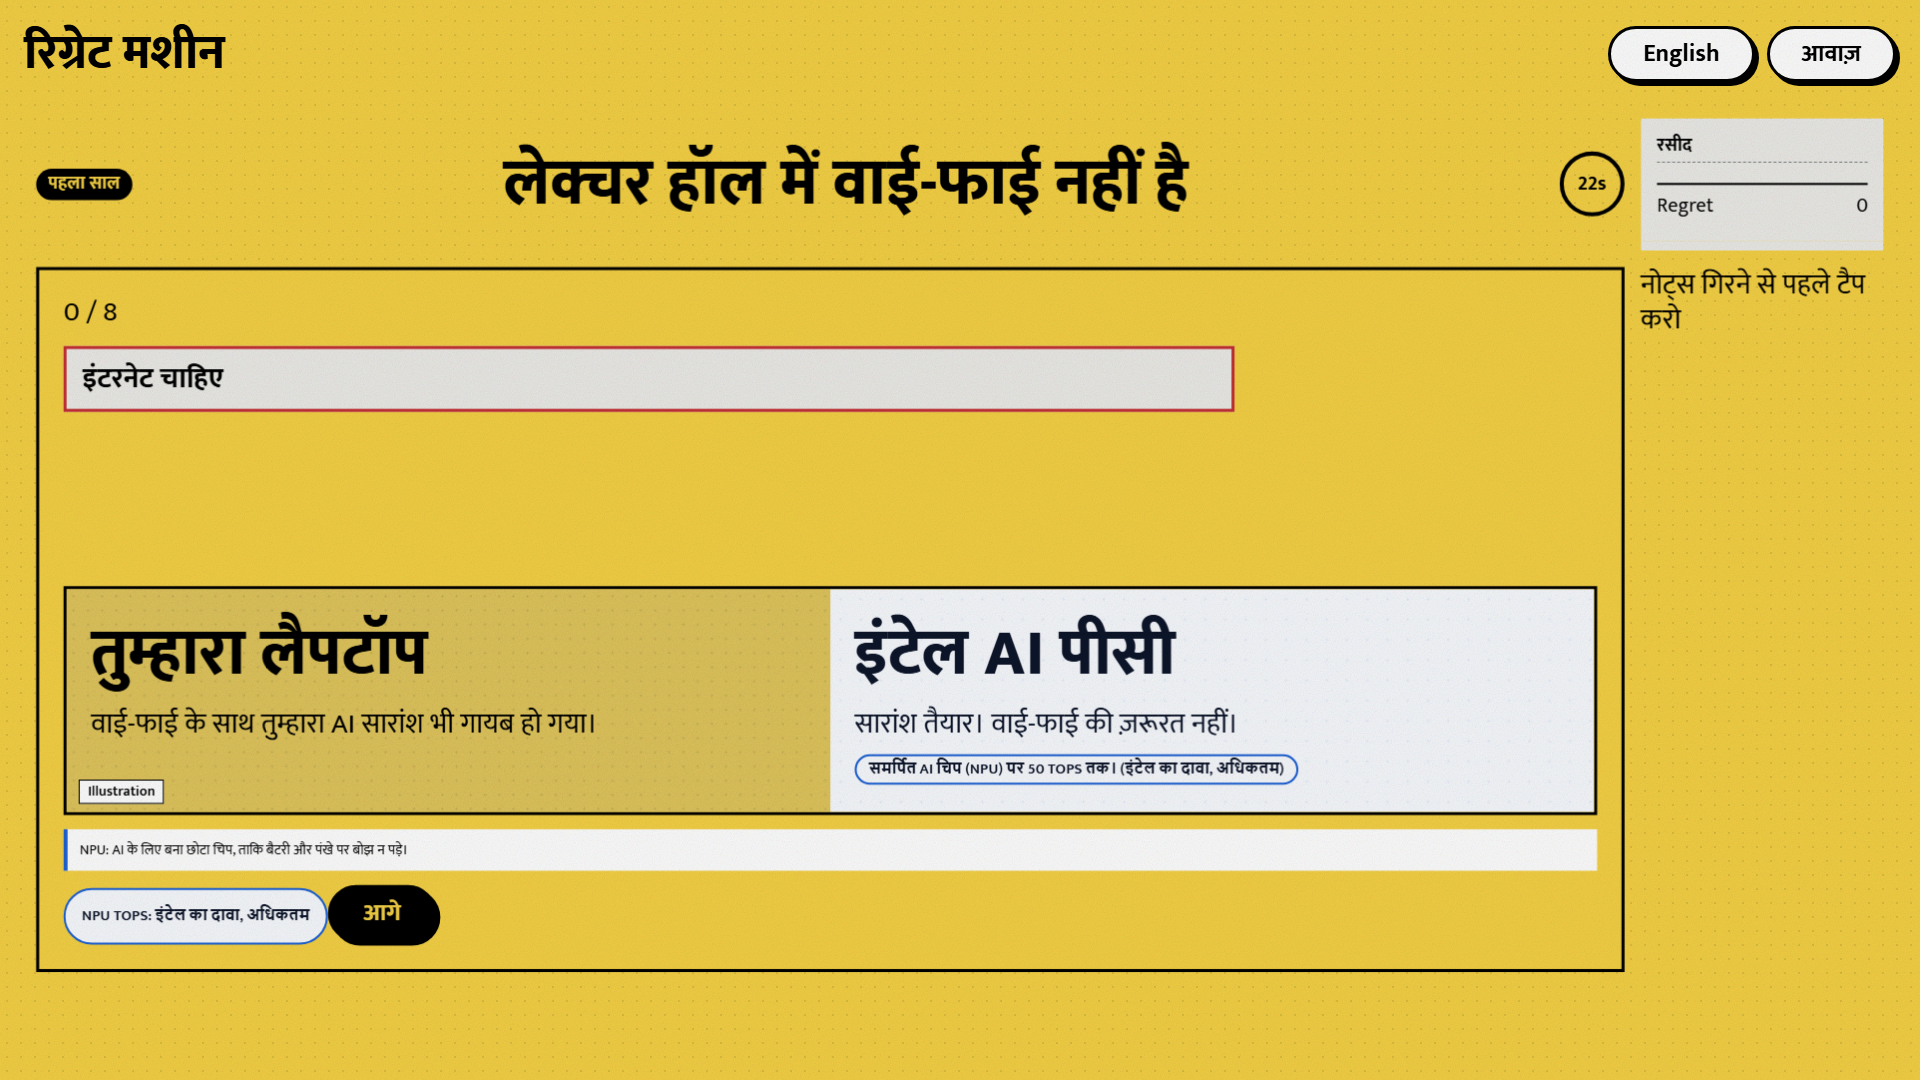 रिग्रेट मशीन
English
आवाज़
पहला साल
लेक्चर हॉल में वाई-फाई नहीं है
22s
रसीद
Regret 0
नोट्स गिरने से पहले टैप
करो
0 / 8
इंटरनेट चाहिए
तुम्हारा लैपटॉप
वाई-फाई के साथ तुम्हारा AI सारांश भी गायब हो गया।
Illustration
इंटेल AI पीसी
सारांश तैयार। वाई-फाई की ज़रूरत नहीं।
समर्पित AI चिप (NPU) पर 50 TOPS तक। (इंटेल का दावा, अधिकतम)
NPU: AI के लिए बना छोटा चिप, ताकि बैटरी और पंखे पर बोझ न पड़े।
NPU TOPS: इंटेल का दावा, अधिकतम
आगे